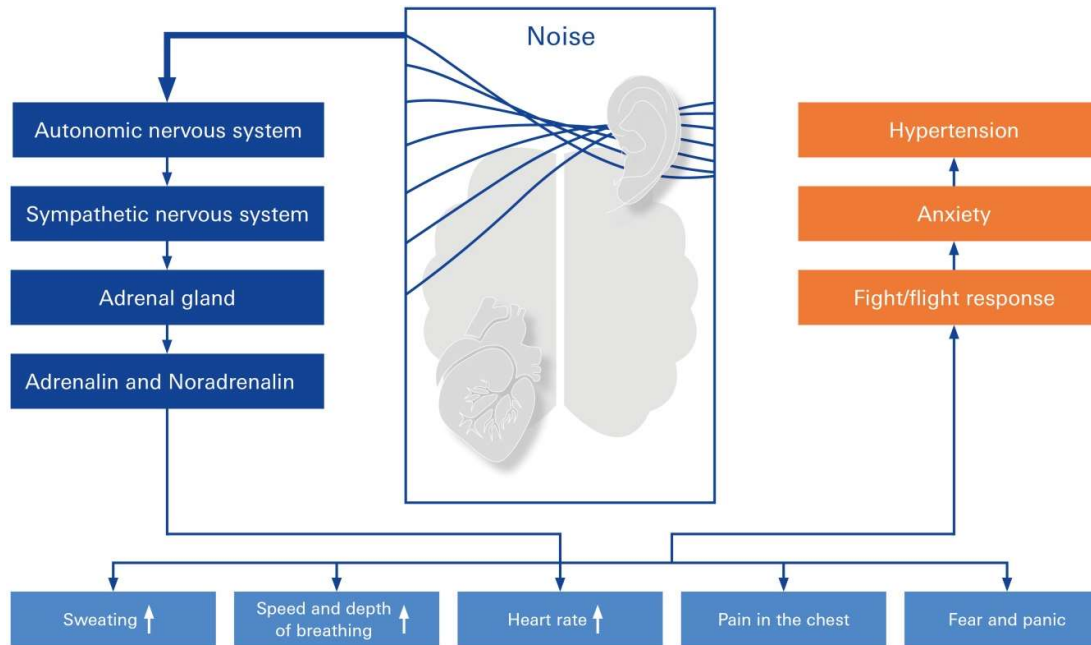 Noise
Autonomic nervous system
Sympathetic nervous system
Adrenal gland
Adrenalin and Noradrenalin
Hypertension
Anxiety
Fight/flight response
Sweating
Speed and depth
of breathing
Heart rate
Pain in the chest
Fear and panic